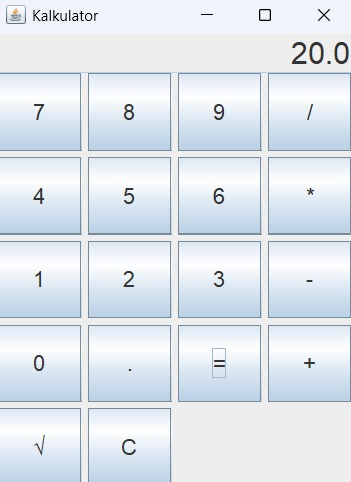 Kalkulator
20.0
7 8 9 /
4 5 6 *
1 2 3 -
0 . = +
√ C